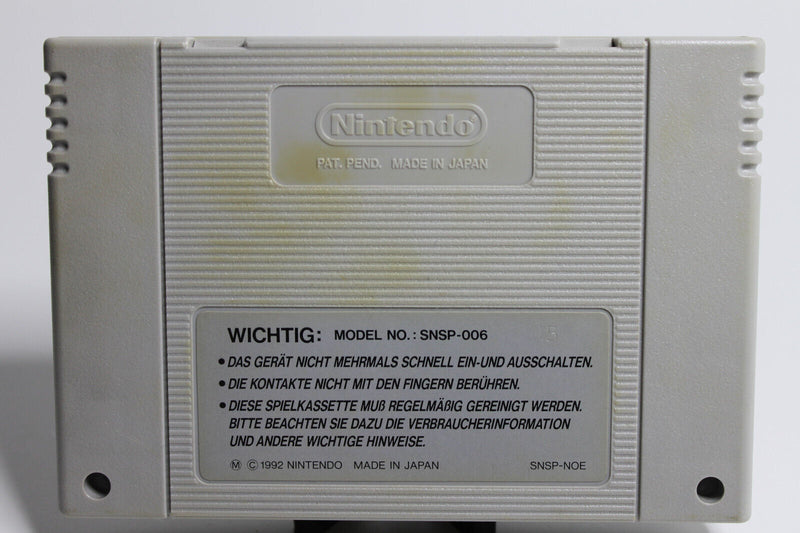 Nintendo
PAT. PEND. MADE IN JAPAN
WICHTIG: MODEL NO.: SNSP-006
• DAS GERÄT NICHT MEHRMALS SCHNELL EIN-UND AUSSCHALTEN.
• DIE KONTAKTE NICHT MIT DEN FINGERN BERÜHREN.
• DIESE SPIELKASSETTE MUß REGELMÄßIG GEREINIGT WERDEN.
BITTE BEACHTEN SIE DAZU DIE VERBRAUCHERINFORMATION
UND ANDERE WICHTIGE HINWEISE.
Ⓜ © 1992 NINTENDO MADE IN JAPAN SNSP-NOE